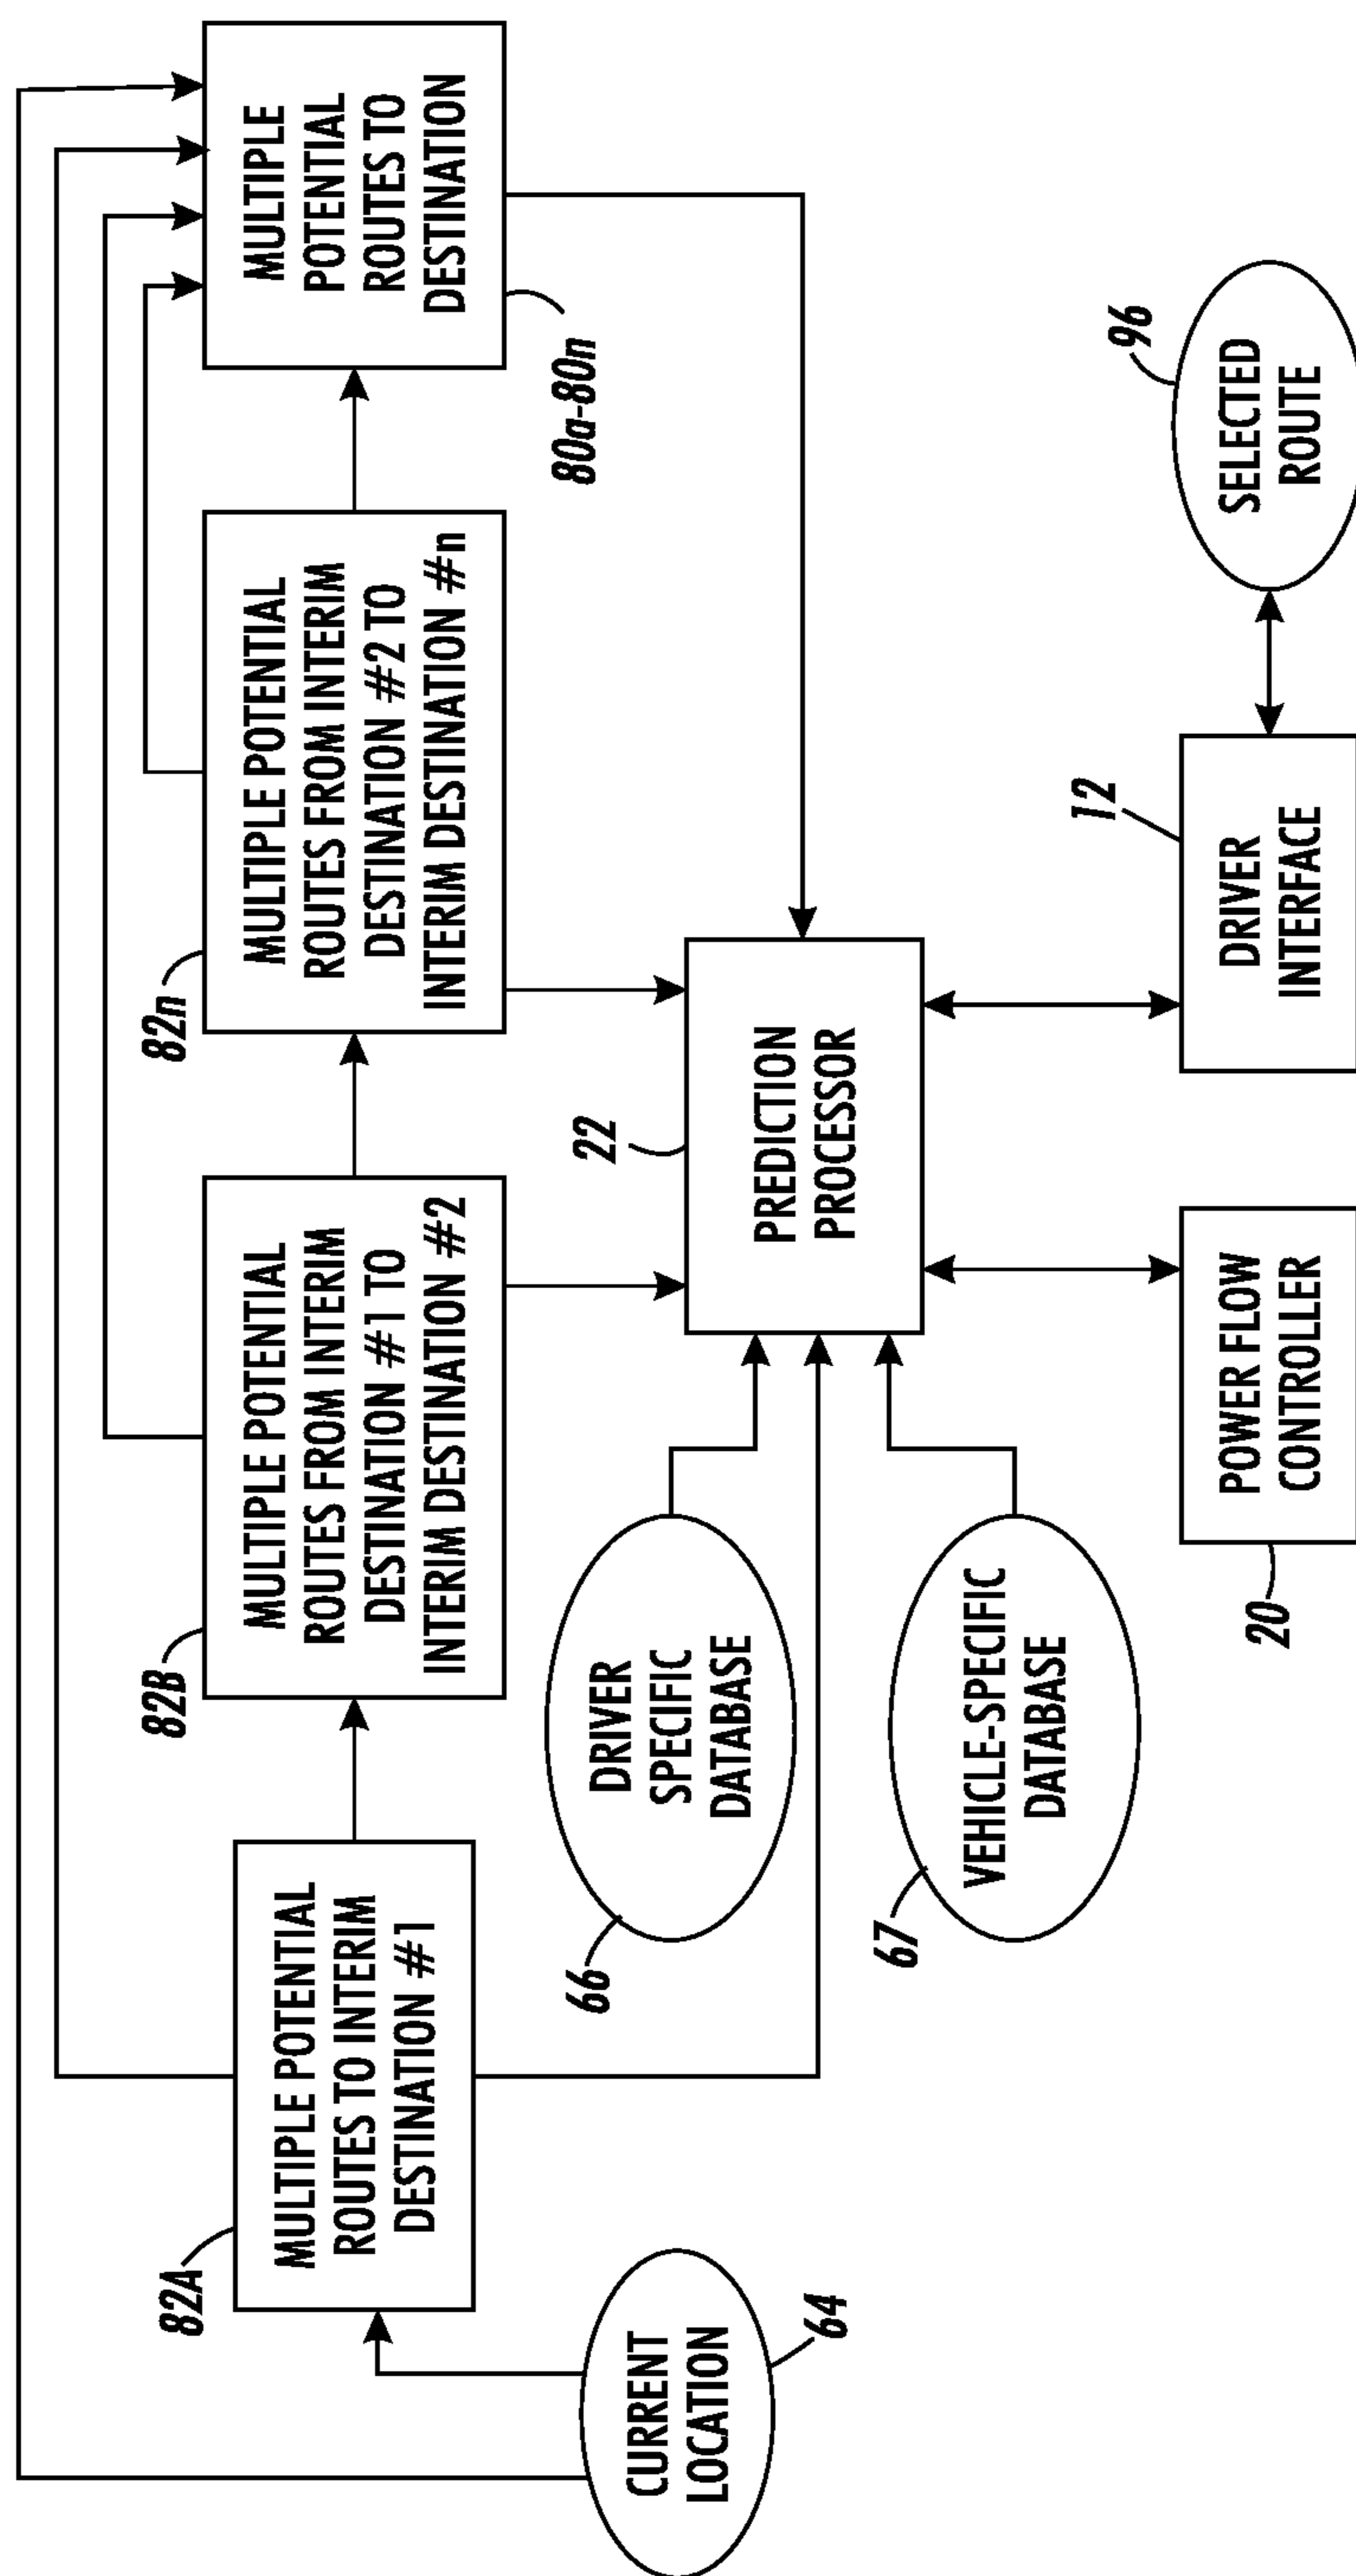 82A
MULTIPLE POTENTIAL
ROUTES TO INTERIM
DESTINATION #1
82B
MULTIPLE POTENTIAL
ROUTES FROM INTERIM
DESTINATION #1 TO
INTERIM DESTINATION #2
82n
MULTIPLE POTENTIAL
ROUTES FROM INTERIM
DESTINATION #2 TO
INTERIM DESTINATION #n
MULTIPLE
POTENTIAL
ROUTES TO
DESTINATION
80a-80n
CURRENT
LOCATION
64
66
DRIVER
SPECIFIC
DATABASE
67
VEHICLE-SPECIFIC
DATABASE
22
PREDICTION
PROCESSOR
20
POWER FLOW
CONTROLLER
12
DRIVER
INTERFACE
96
SELECTED
ROUTE